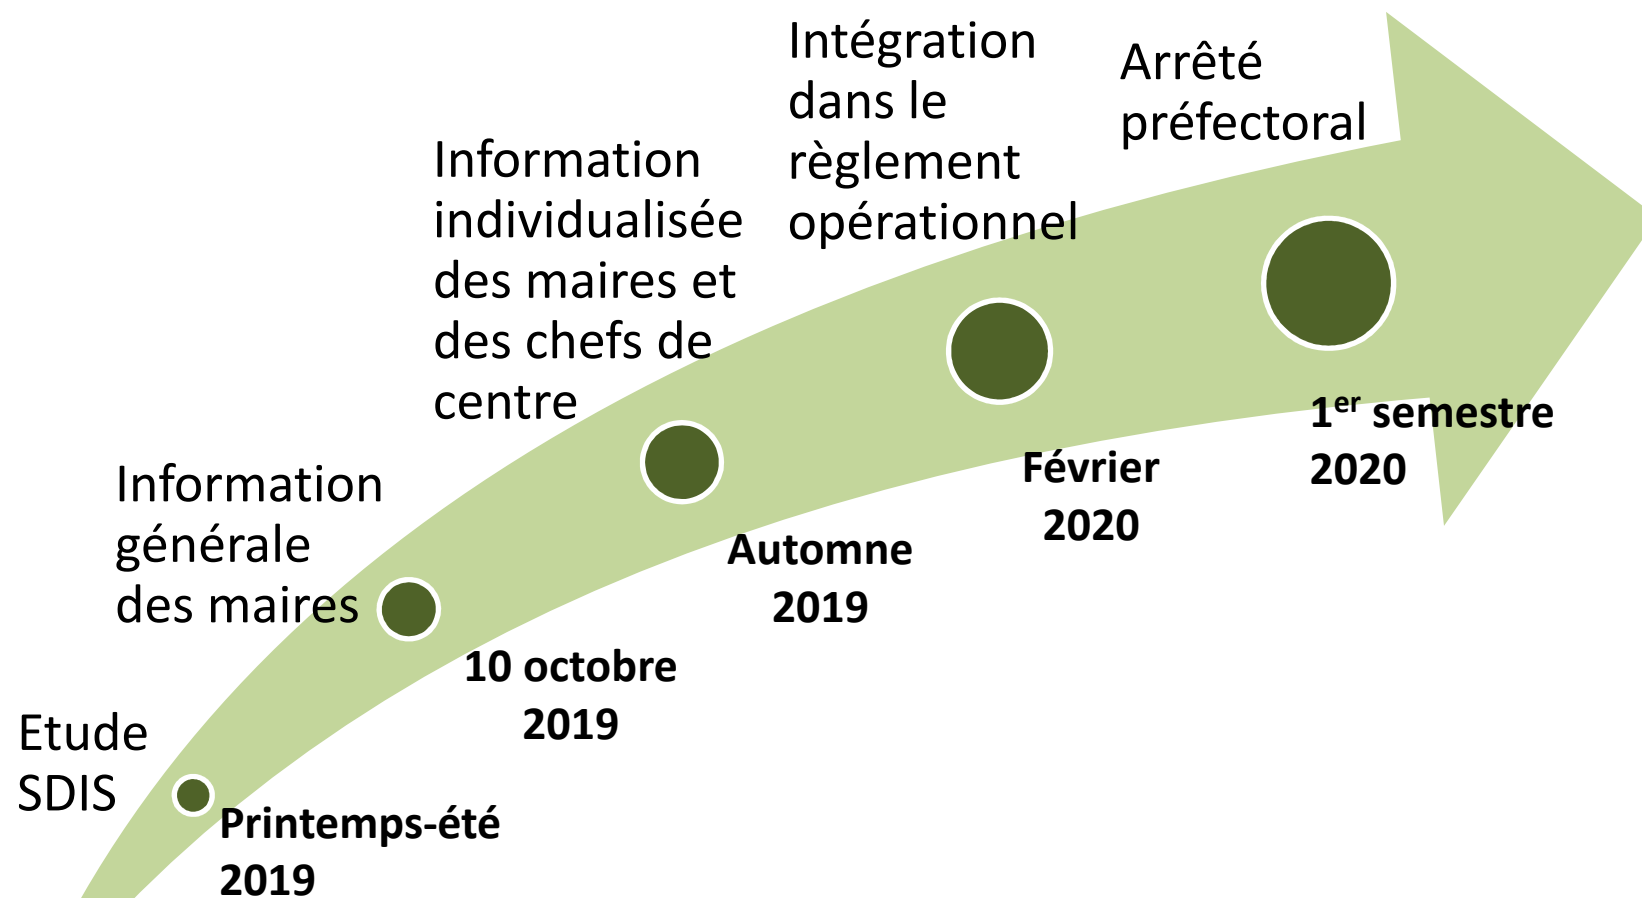 Etude
SDIS
Printemps-été
2019
Information
générale
des maires
10 octobre
2019
Information
individualisée
des maires et
des chefs de
centre
Automne
2019
Intégration
dans le
règlement
opérationnel
Février
2020
Arrêté
préfectoral
1er semestre
2020